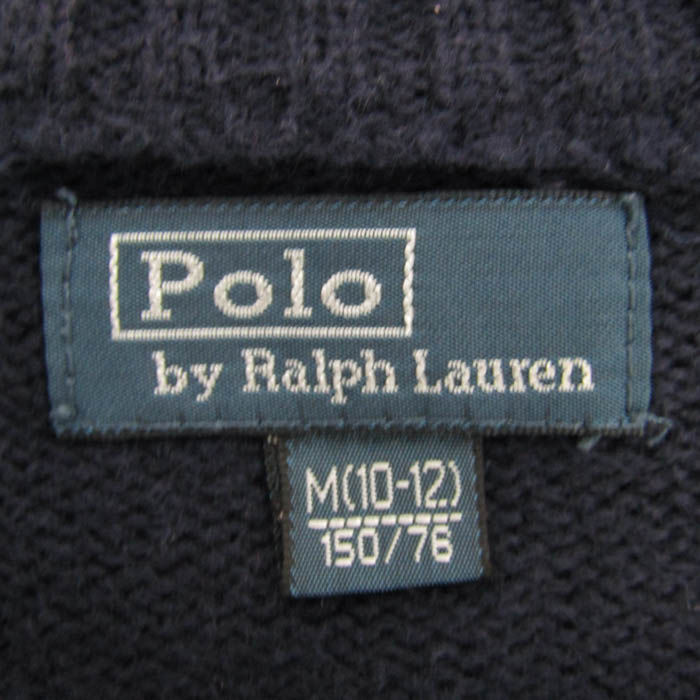 Polo
by Ralph Lauren
M(10-12)
150/76